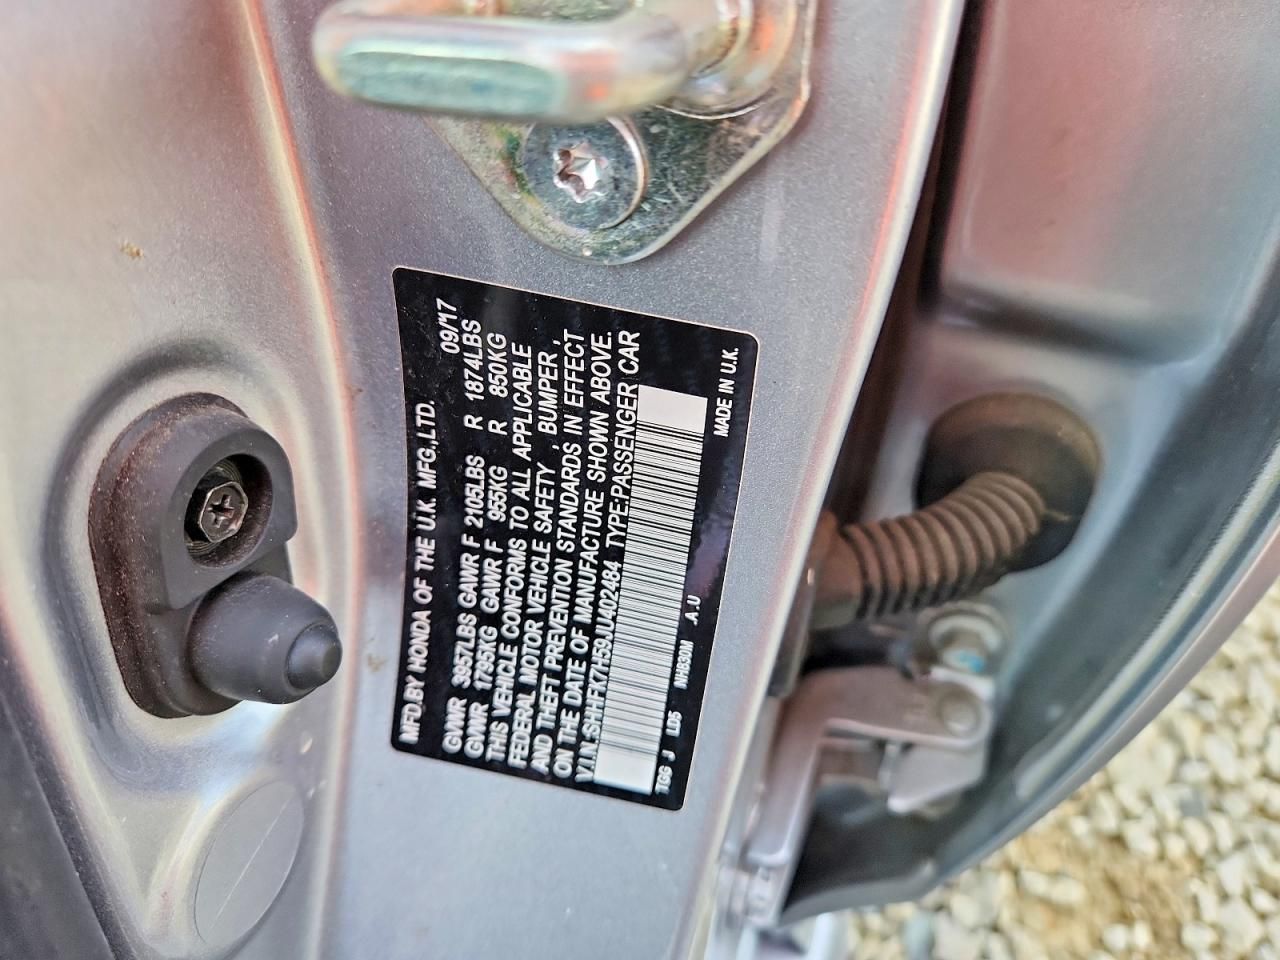 MFD.BY HONDA OF THE U.K. MFG.,LTD. 09/'17
GVWR 3957LBS GAWR F 2105LBS R 1874LBS
GVWR 1795KG GAWR F 955KG R 850KG
THIS VEHICLE CONFORMS TO ALL APPLICABLE
FEDERAL MOTOR VEHICLE SAFETY , BUMPER ,
AND THEFT PREVENTION STANDARDS IN EFFECT
ON THE DATE OF MANUFACTURE SHOWN ABOVE.
V.I.N.:SHHFK7H59JU402484 TYPE:PASSENGER CAR
TGG J LD5 NH830M .A.U MADE IN U.K.